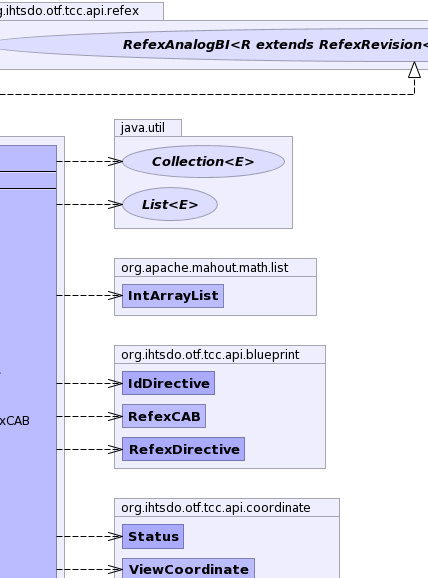 g.ihtsdo.otf.tcc.api.refex
RefexAnalogBI<R extends RefexRevision<
java.util
Collection<E>
List<E>
org.apache.mahout.math.list
IntArrayList
org.ihtsdo.otf.tcc.api.blueprint
IdDirective
RefexCAB
xCAB
RefexDirective
org.ihtsdo.otf.tcc.api.coordinate
Status
ViewCoordinate